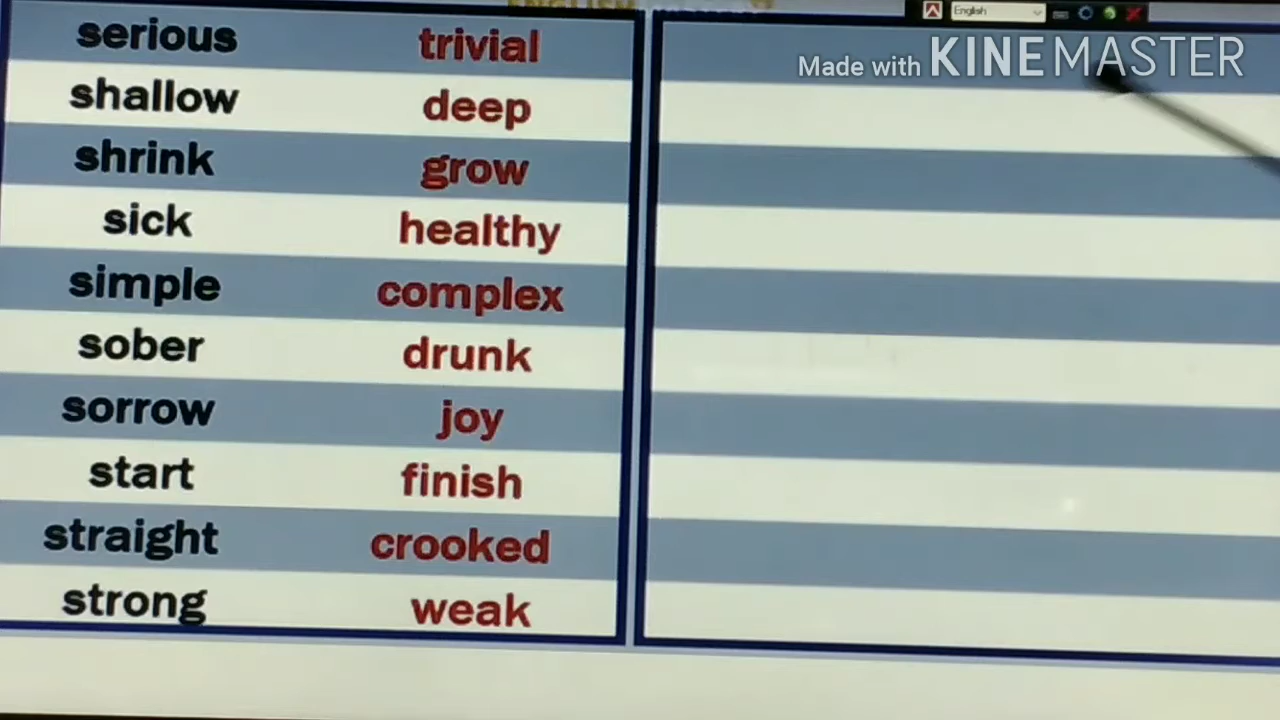 English
Made with KINEMASTER
serious trivial
shallow deep
shrink grow
sick healthy
simple complex
sober drunk
sorrow joy
start finish
straight crooked
strong weak